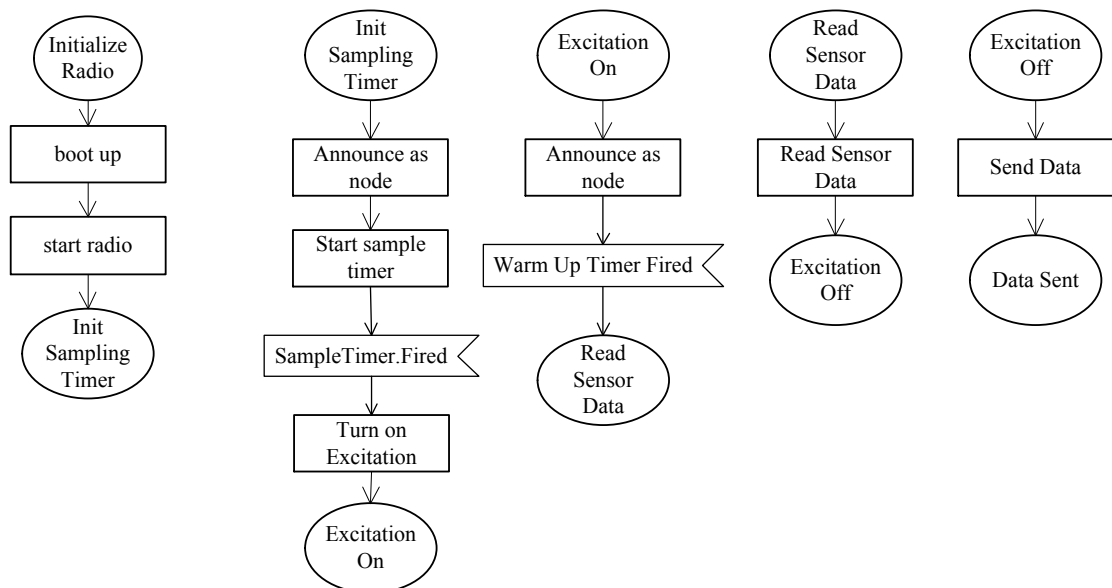 Initialize
Radio
boot up
start radio
Init
Sampling
Timer
Init
Sampling
Timer
Announce as
node
Start sample
timer
SampleTimer.Fired
Turn on
Excitation
Excitation
On
Excitation
On
Announce as
node
Warm Up Timer Fired
Read
Sensor
Data
Read
Sensor
Data
Read Sensor
Data
Excitation
Off
Excitation
Off
Send Data
Data Sent